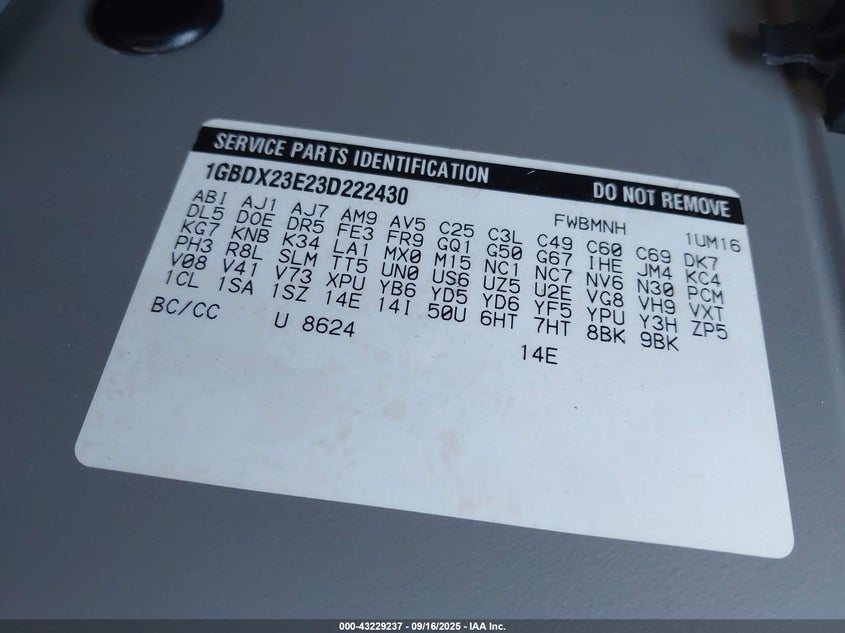 SERVICE PARTS IDENTIFICATION DO NOT REMOVE
1GBDX23E23D222430 FWBMNH 1UM16
ABI AJ1 AJ7 AM9 AV5 C25 C3L C49 C60 C69 DK7
DL5 DOE DR5 FE3 FR9 GQ1 G50 G67 IHE JM4 KC4
KG7 KNB K34 LA1 MX0 M15 NC1 NC7 NV6 N30 PCM
PH3 R8L SLM TT5 UN0 US6 UZ5 U2E VG8 VH9 VXT
V08 V41 V73 XPU YB6 YD5 YD6 YF5 YPU Y3H ZP5
1CL 1SA 1SZ 14E 14I 50U 6HT 7HT 8BK 9BK
BC/CC U 8624 14E
000-43229237 - 09/16/2025 - IAA Inc.